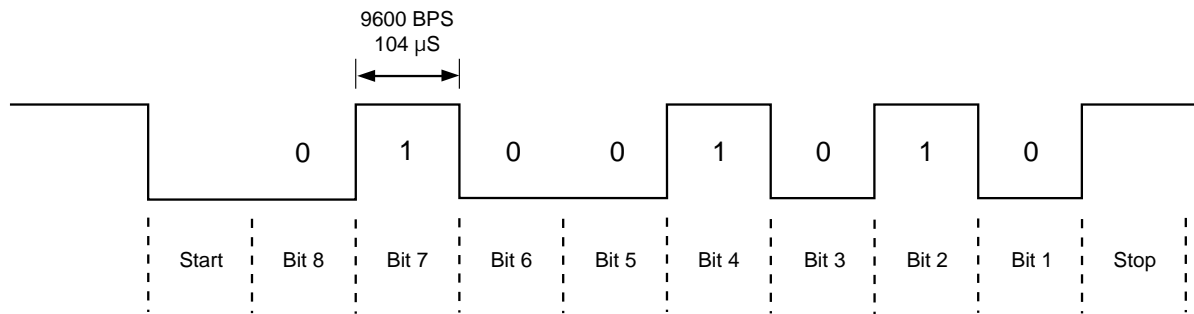 9600 BPS
104 µS
0 1 0 0 1 0 1 0
Start Bit 8 Bit 7 Bit 6 Bit 5 Bit 4 Bit 3 Bit 2 Bit 1 Stop